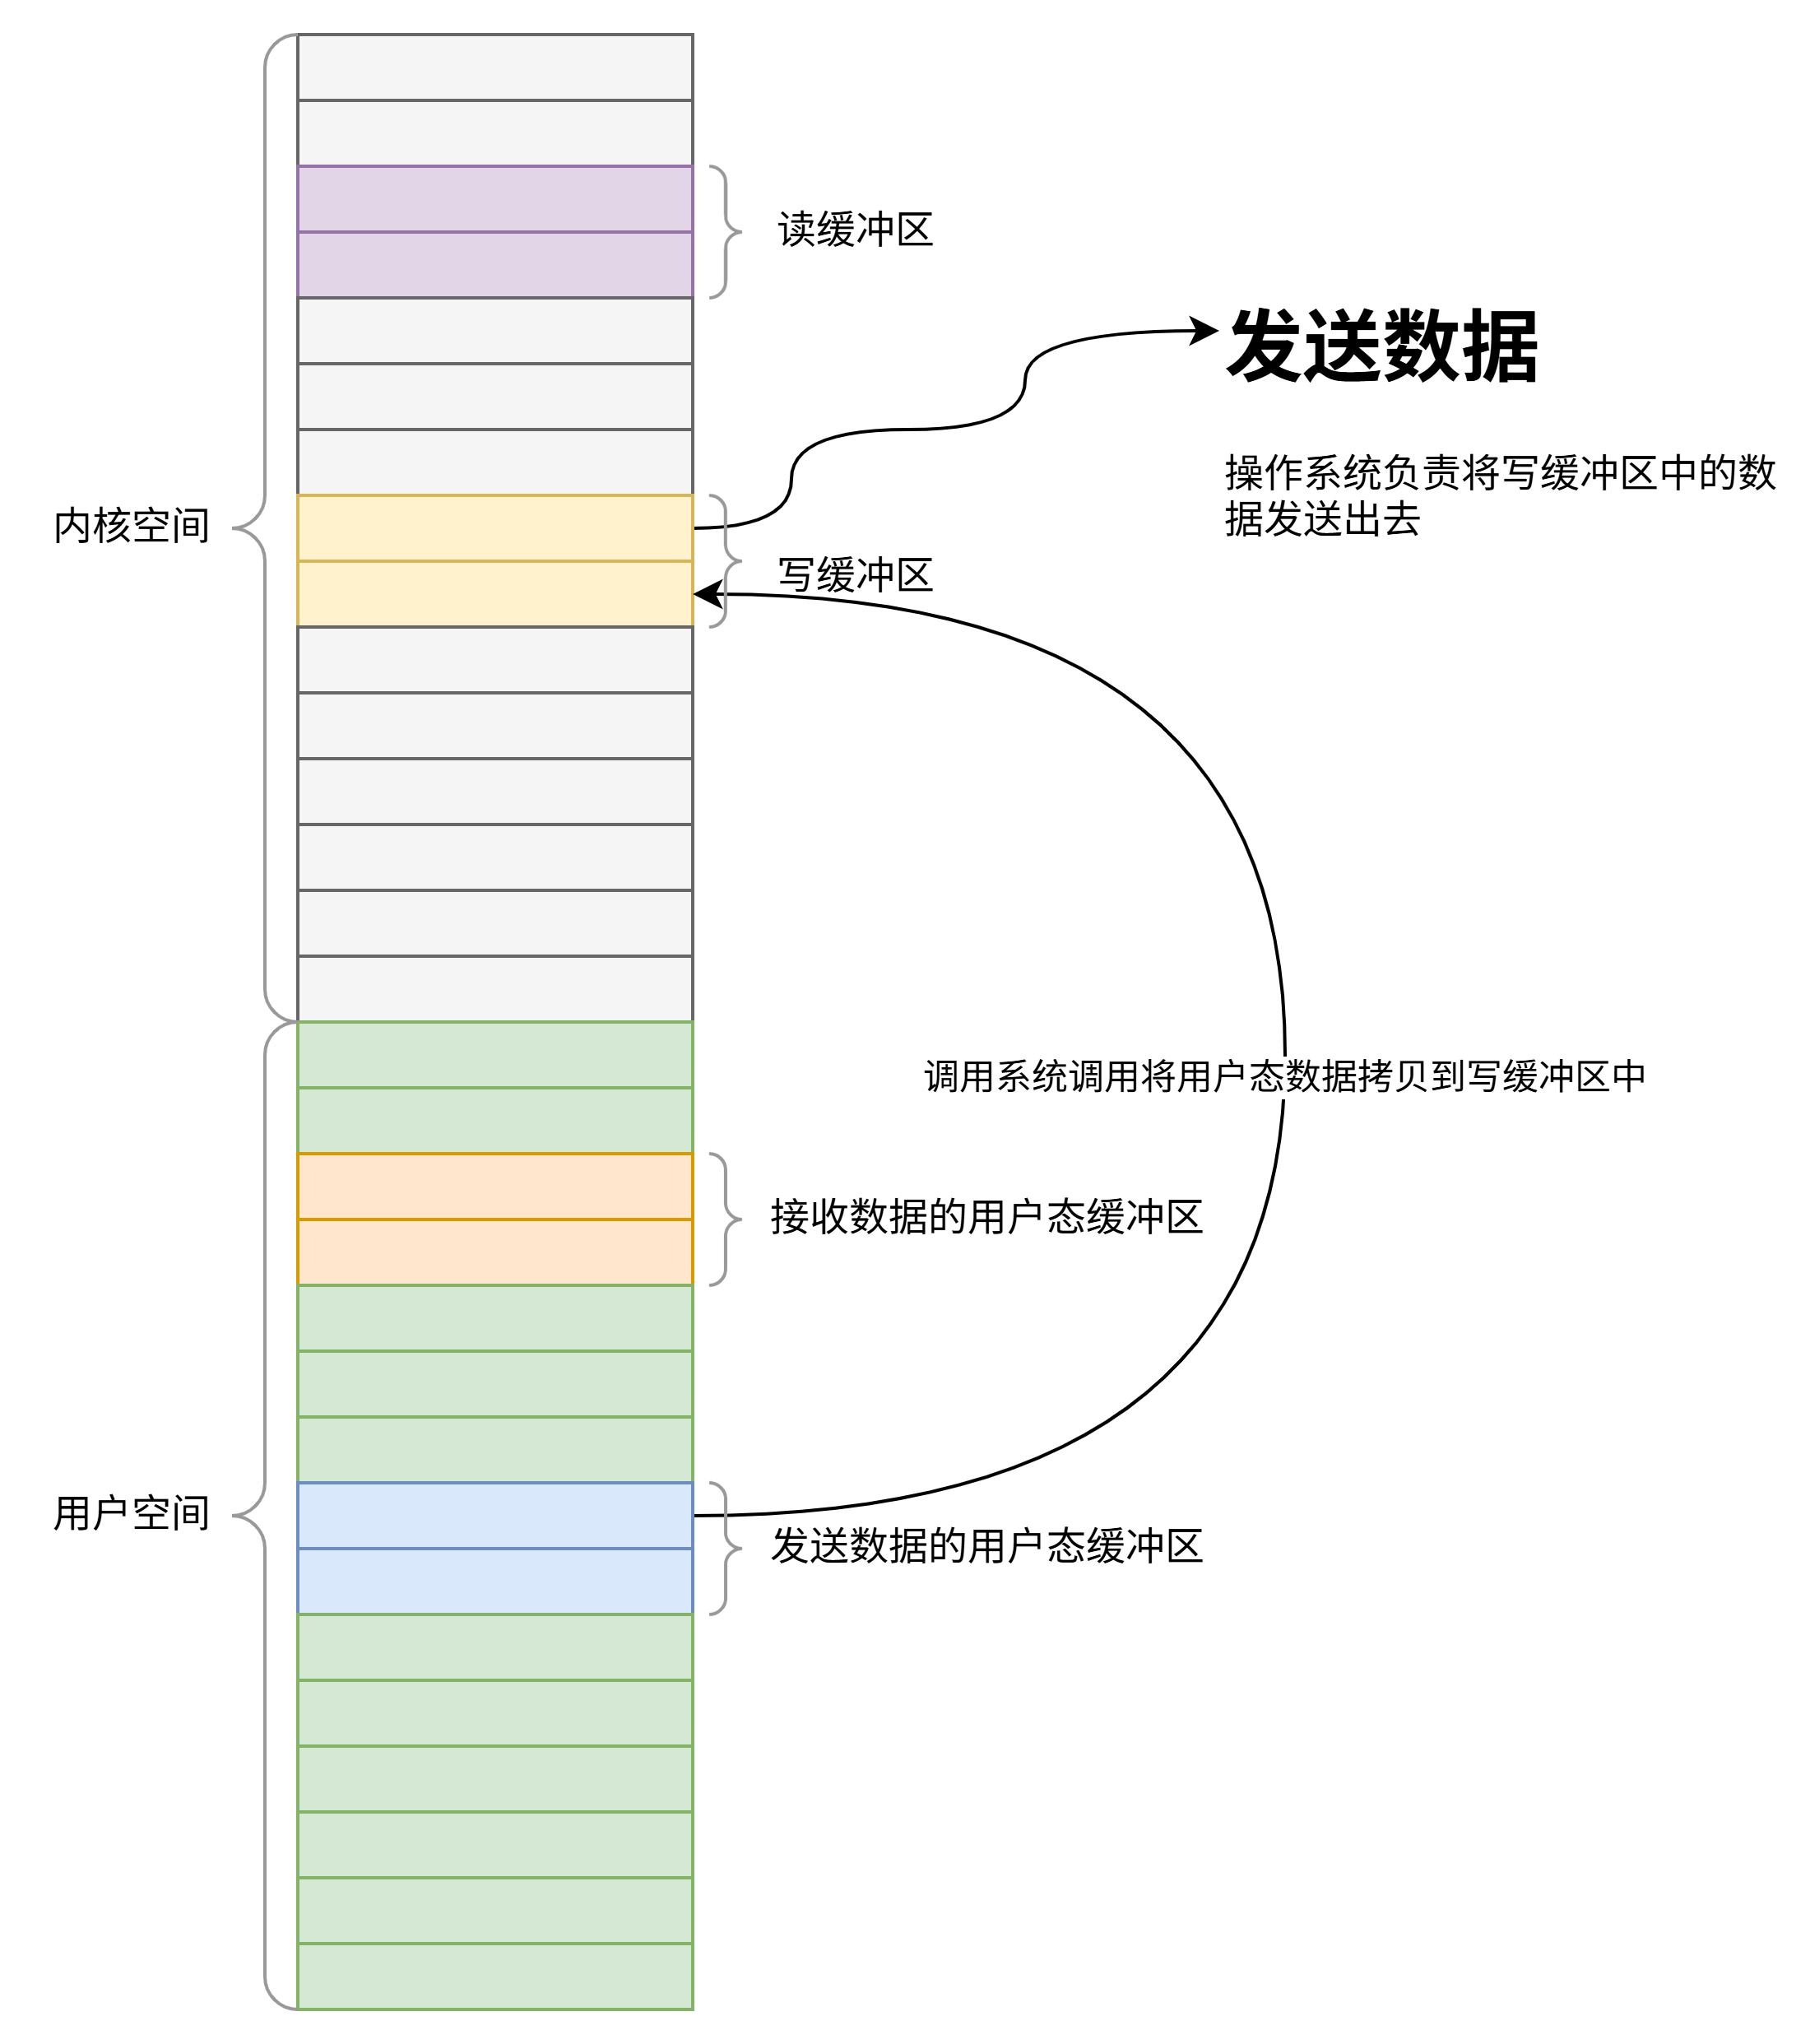 读缓冲区
发送数据
操作系统负责将写缓冲区中的数
据发送出去
内核空间
写缓冲区
调用系统调用将用户态数据拷贝到写缓冲区中
接收数据的用户态缓冲区
用户空间
发送数据的用户态缓冲区